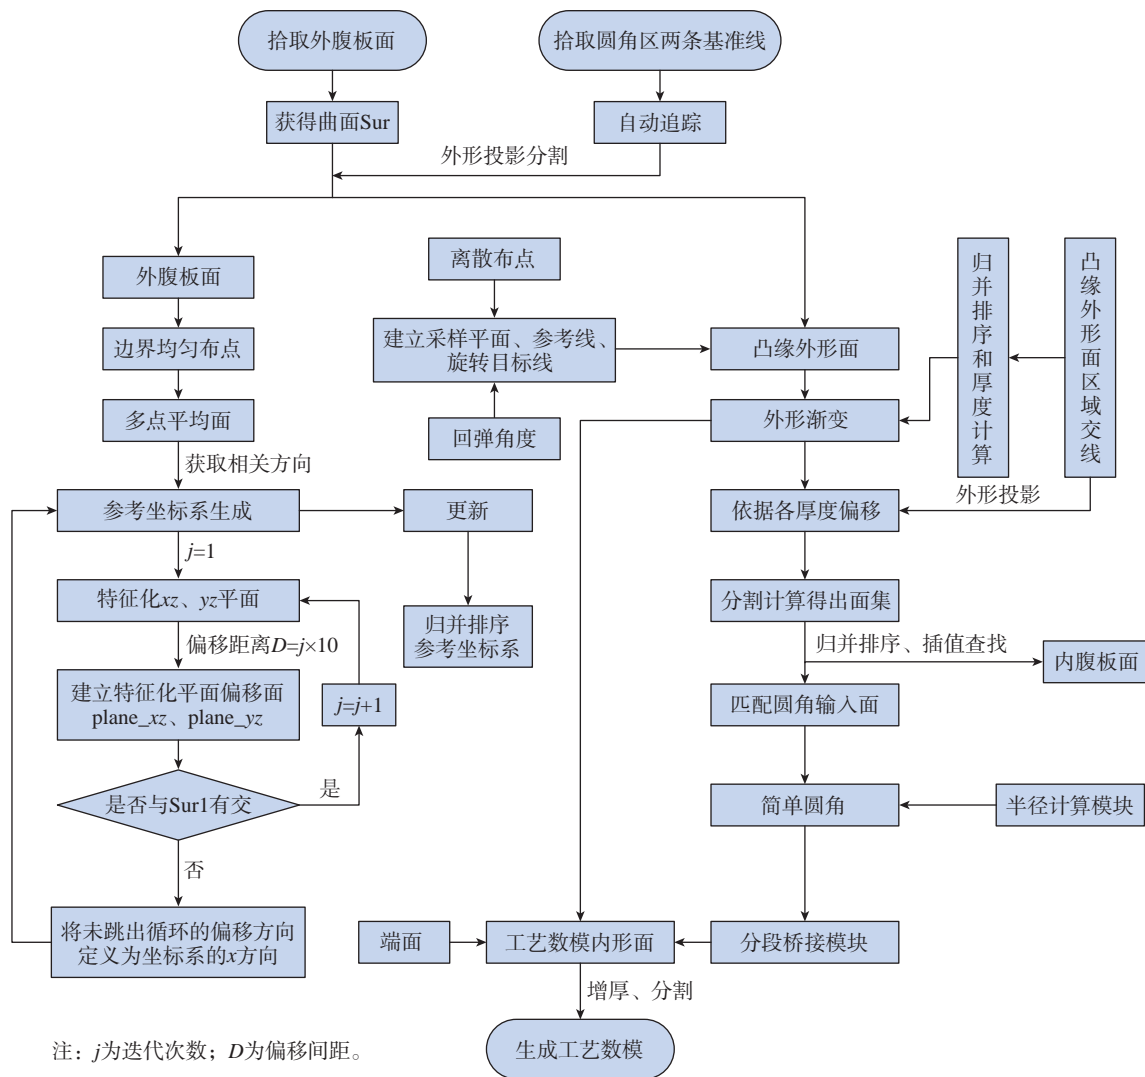 拾取外腹板面
拾取圆角区两条基准线
获得曲面Sur
自动追踪
外形投影分割
外腹板面
边界均匀布点
多点平均面
获取相关方向
参考坐标系生成
更新
j=1
特征化xz、yz平面
归并排序
参考坐标系
偏移距离D=j×10
建立特征化平面偏移面
plane_xz、plane_yz
j=j+1
是否与Sur1有交
是
否
将未跳出循环的偏移方向
定义为坐标系的x方向
离散布点
建立采样平面、参考线、
旋转目标线
回弹角度
凸缘外形面
外形渐变
归并排序和厚度计算
凸缘外形面区域交线
外形投影
依据各厚度偏移
分割计算得出面集
归并排序、插值查找
内腹板面
匹配圆角输入面
简单圆角
半径计算模块
端面
工艺数模内形面
分段桥接模块
增厚、分割
生成工艺数模
注：j为迭代次数；D为偏移间距。